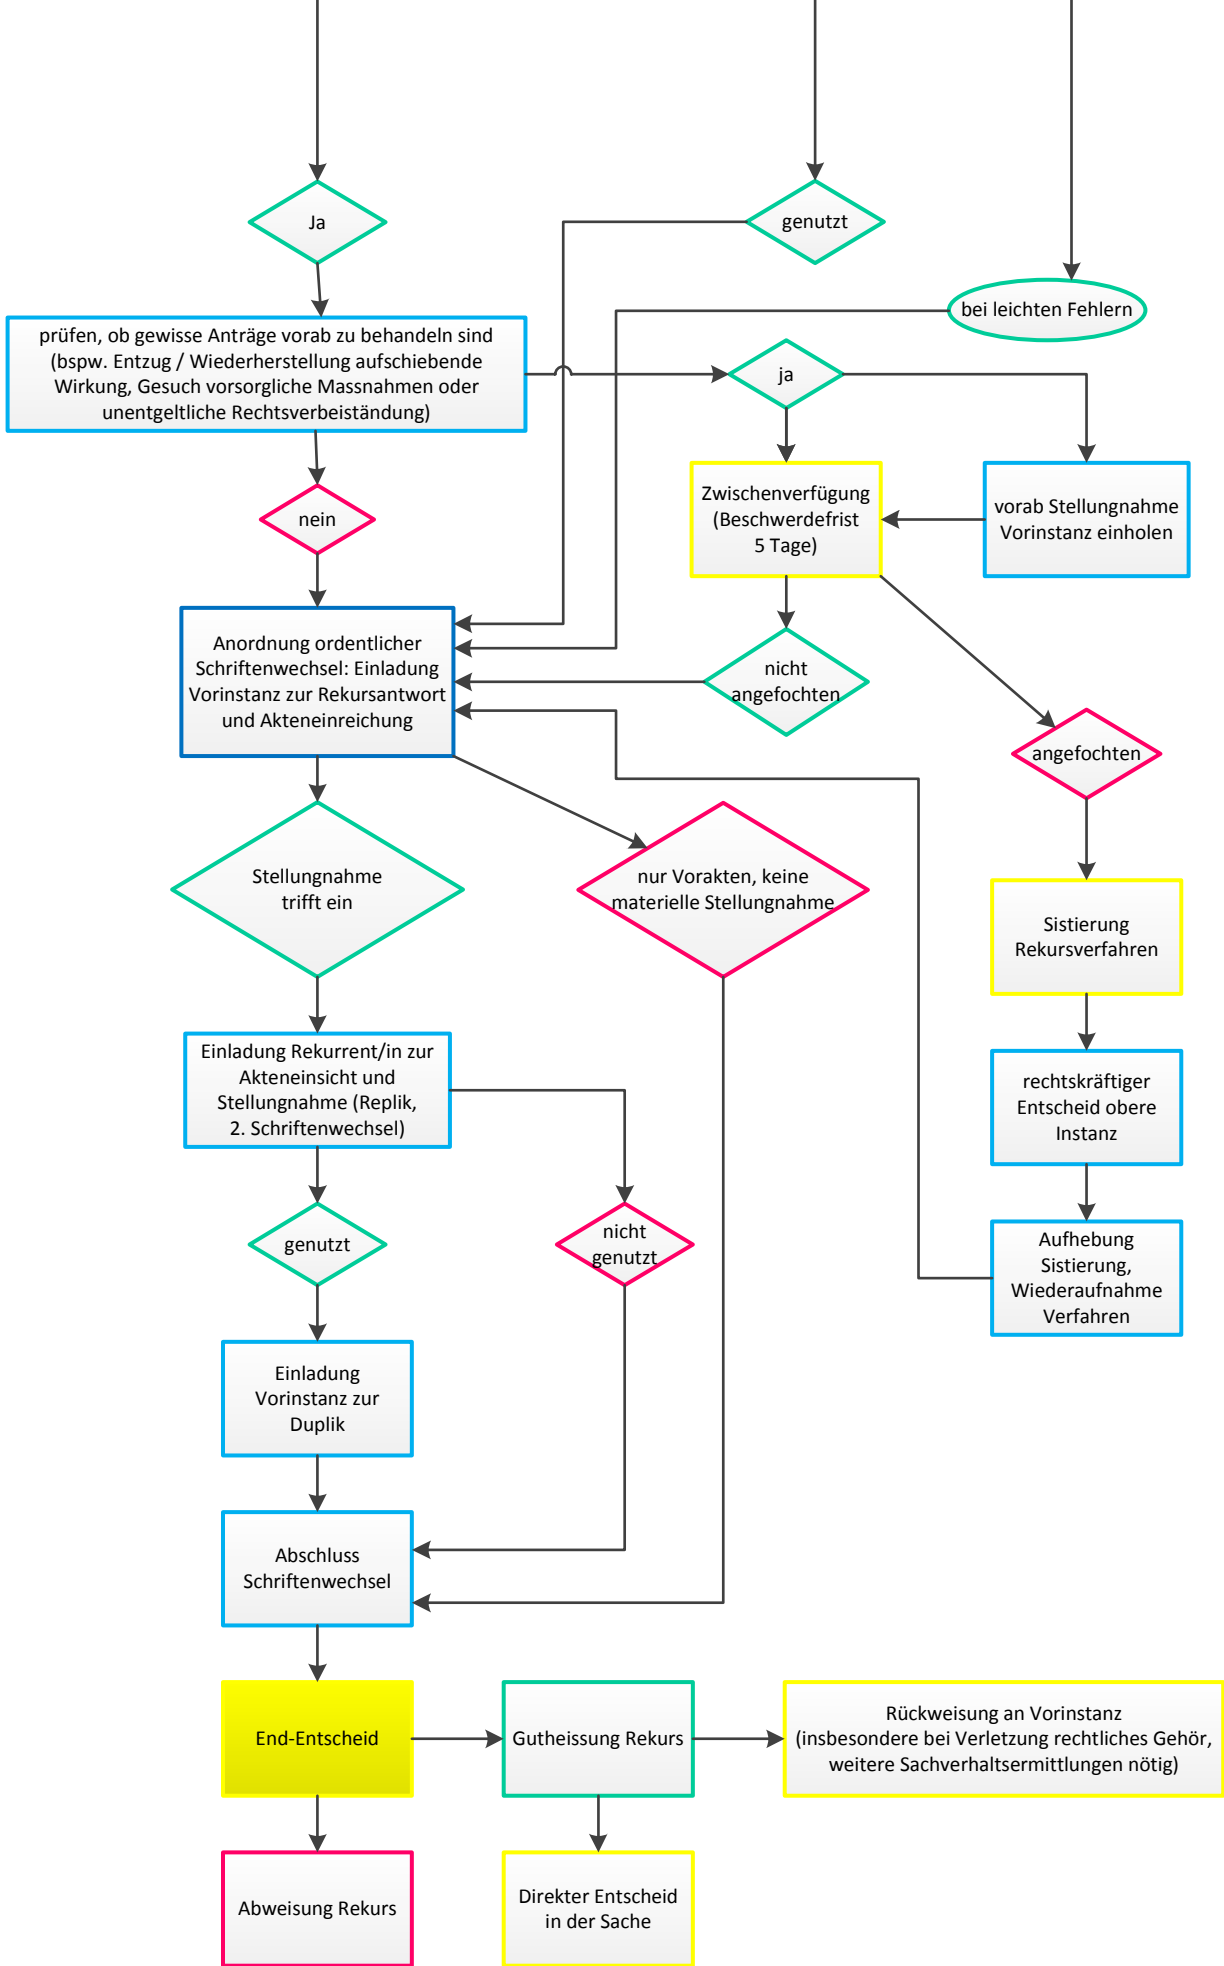 Ja
genutzt
bei leichten Fehlern
prüfen, ob gewisse Anträge vorab zu behandeln sind
(bspw. Entzug / Wiederherstellung aufschiebende
Wirkung, Gesuch vorsorgliche Massnahmen oder
unentgeltliche Rechtsverbeiständung)
ja
nein
Zwischenverfügung
(Beschwerdefrist
5 Tage)
vorab Stellungnahme
Vorinstanz einholen
Anordnung ordentlicher
Schriftenwechsel: Einladung
Vorinstanz zur Rekursantwort
und Akteneinreichung
nicht
angefochten
angefochten
Stellungnahme
trifft ein
nur Vorakten, keine
materielle Stellungnahme
Sistierung
Rekursverfahren
Einladung Rekurrent/in zur
Akteneinsicht und
Stellungnahme (Replik,
2. Schriftenwechsel)
rechtskräftiger
Entscheid obere
Instanz
genutzt
nicht
genutzt
Aufhebung
Sistierung,
Wiederaufnahme
Verfahren
Einladung
Vorinstanz zur
Duplik
Abschluss
Schriftenwechsel
End-Entscheid
Gutheissung Rekurs
Rückweisung an Vorinstanz
(insbesondere bei Verletzung rechtliches Gehör,
weitere Sachverhaltsermittlungen nötig)
Abweisung Rekurs
Direkter Entscheid
in der Sache